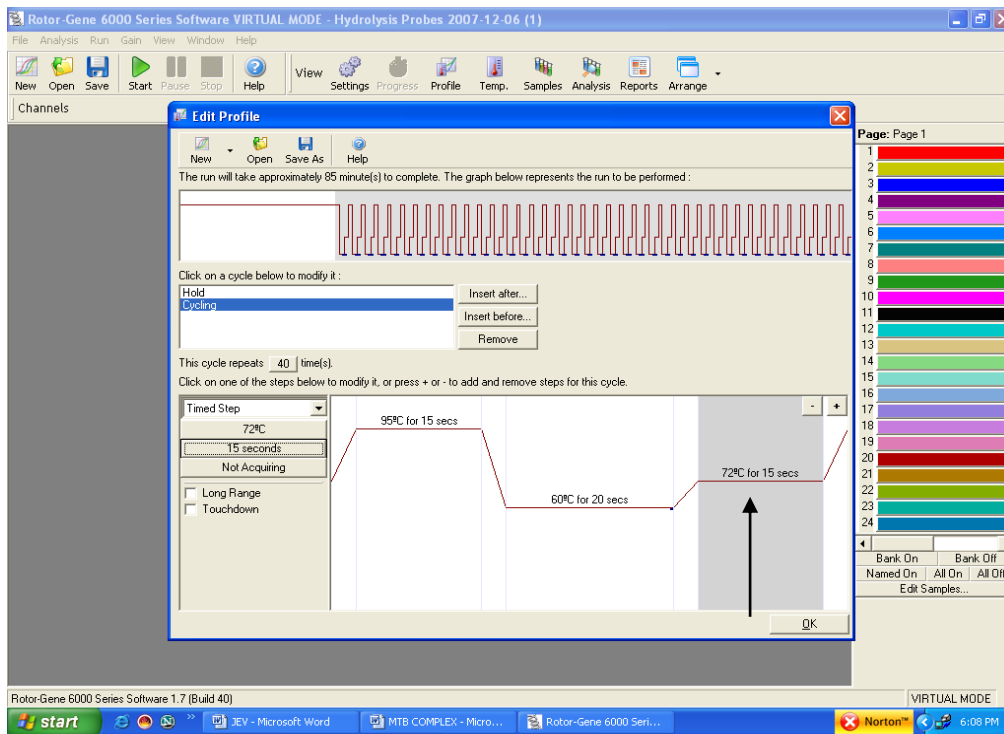 Rotor-Gene 6000 Series Software VIRTUAL MODE - Hydrolysis Probes 2007-12-06 (1)
File Analysis Run Gain View Window Help
New Open Save Start Pause Stop Help View Settings Progress Profile Temp. Samples Analysis Reports Arrange
Channels
Edit Profile
New Open Save As Help
The run will take approximately 85 minute(s) to complete. The graph below represents the run to be performed :
Click on a cycle below to modify it :
Hold
Cycling
Insert after...
Insert before...
Remove
This cycle repeats 40 time(s).
Click on one of the steps below to modify it, or press + or - to add and remove steps for this cycle.
Timed Step
72ºC
15 seconds
Not Acquiring
Long Range
Touchdown
95ºC for 15 secs
60ºC for 20 secs
72ºC for 15 secs
- +
OK
Page: Page 1
1
2
3
4
5
6
7
8
9
10
11
12
13
14
15
16
17
18
19
20
21
22
23
24
Bank On Bank Off
Named On All On All Off
Edit Samples...
Rotor-Gene 6000 Series Software 1.7 (Build 40) VIRTUAL MODE
start JEV - Microsoft Word MTB COMPLEX - Micro... Rotor-Gene 6000 Seri... Norton™ 6:08 PM